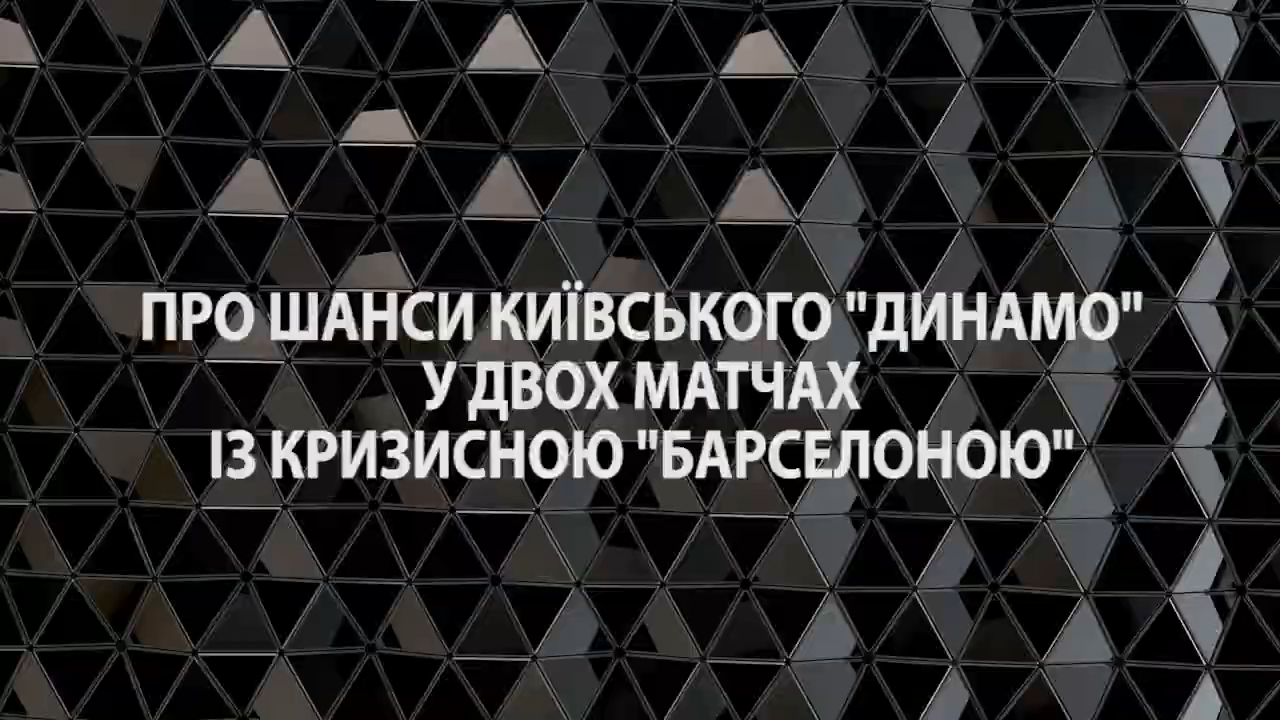 ПРО ШАНСИ КИЇВСЬКОГО "ДИНАМО"
У ДВОХ МАТЧАХ
ІЗ КРИЗИСНОЮ "БАРСЕЛОНОЮ"